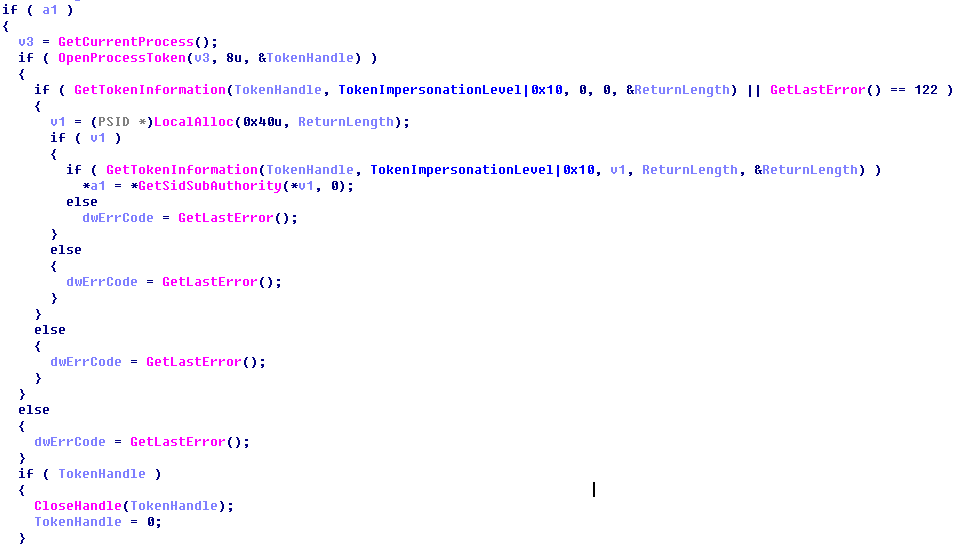 if ( a1 )
{
  v3 = GetCurrentProcess();
  if ( OpenProcessToken(v3, 8u, &TokenHandle) )
  {
    if ( GetTokenInformation(TokenHandle, TokenImpersonationLevel|0x10, 0, 0, &ReturnLength) || GetLastError() == 122 )
    {
      v1 = (PSID *)LocalAlloc(0x40u, ReturnLength);
      if ( v1 )
      {
        if ( GetTokenInformation(TokenHandle, TokenImpersonationLevel|0x10, v1, ReturnLength, &ReturnLength) )
          *a1 = *GetSidSubAuthority(*v1, 0);
        else
          dwErrCode = GetLastError();
      }
      else
      {
        dwErrCode = GetLastError();
      }
    }
    else
    {
      dwErrCode = GetLastError();
    }
  }
  else
  {
    dwErrCode = GetLastError();
  }
  if ( TokenHandle )
  {
    CloseHandle(TokenHandle);
    TokenHandle = 0;
  }